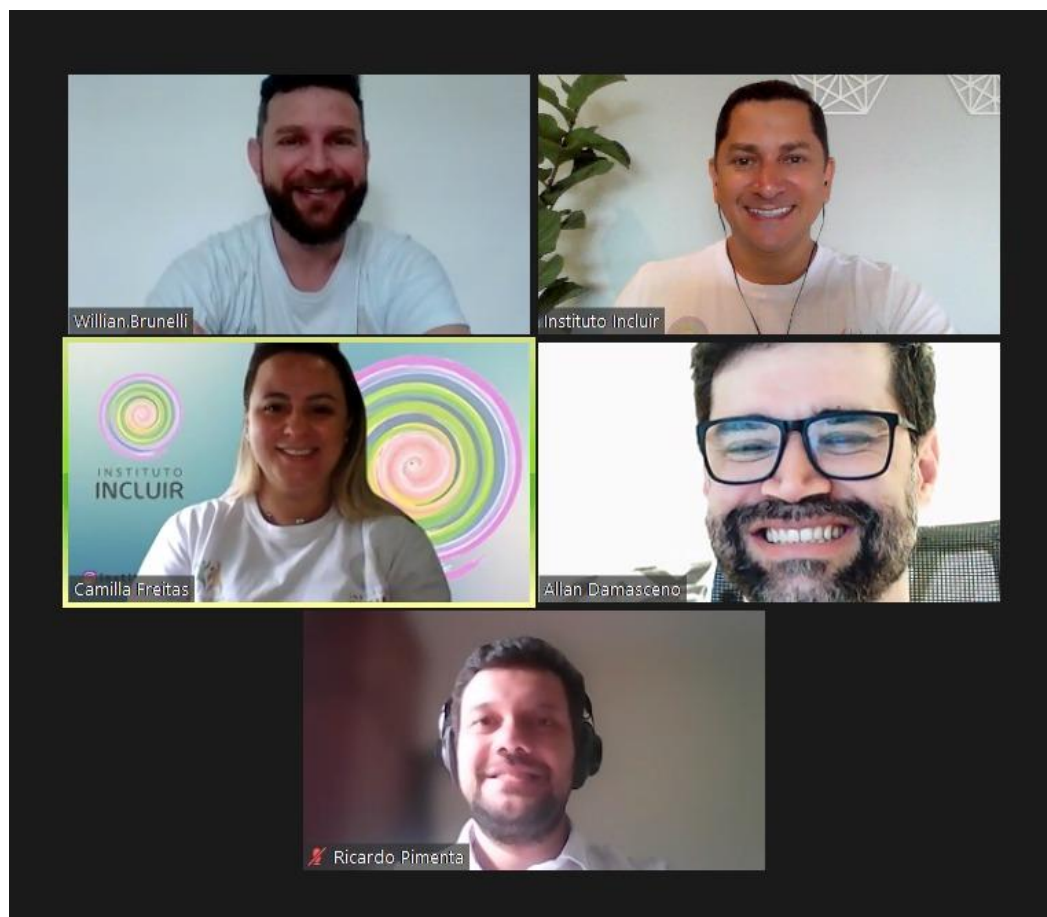 Willian.Brunelli
Instituto Incluir
INSTITUTO
INCLUIR
Camilla Freitas
Allan Damasceno
Ricardo Pimenta